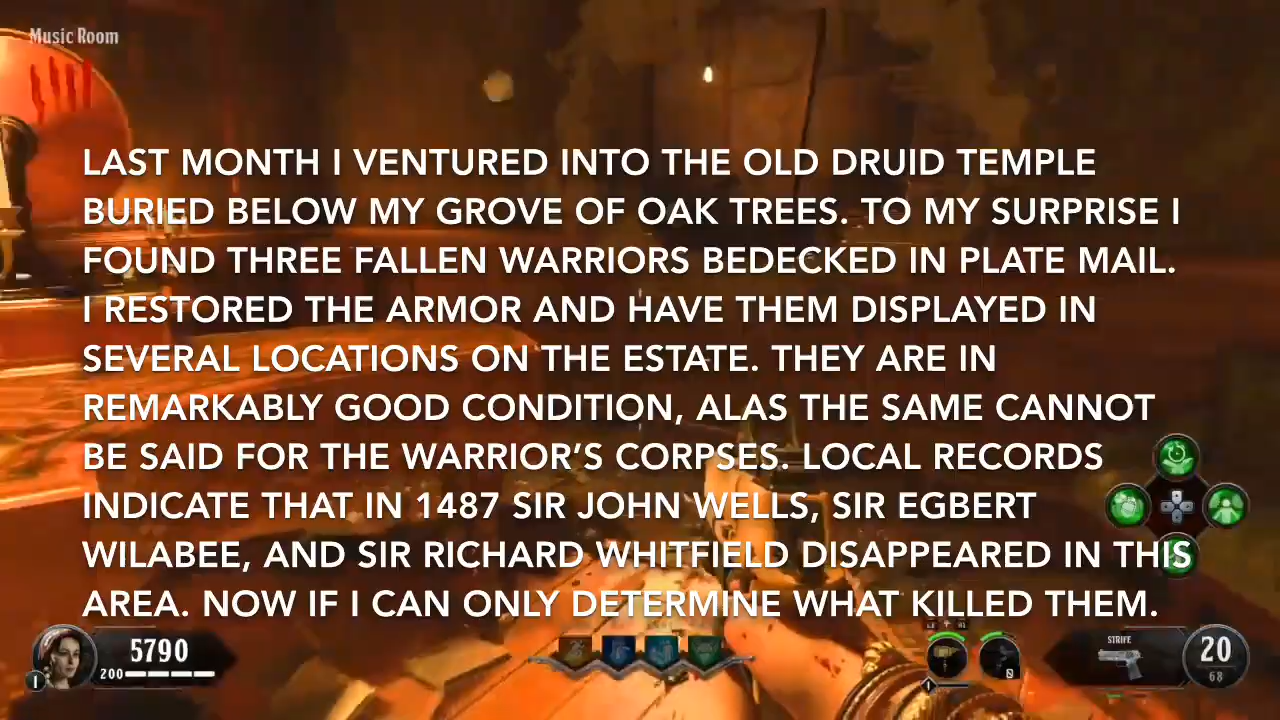 Music Room
LAST MONTH I VENTURED INTO THE OLD DRUID TEMPLE
BURIED BELOW MY GROVE OF OAK TREES. TO MY SURPRISE I
FOUND THREE FALLEN WARRIORS BEDECKED IN PLATE MAIL.
I RESTORED THE ARMOR AND HAVE THEM DISPLAYED IN
SEVERAL LOCATIONS ON THE ESTATE. THEY ARE IN
REMARKABLY GOOD CONDITION, ALAS THE SAME CANNOT
BE SAID FOR THE WARRIOR’S CORPSES. LOCAL RECORDS
INDICATE THAT IN 1487 SIR JOHN WELLS, SIR EGBERT
WILABEE, AND SIR RICHARD WHITFIELD DISAPPEARED IN THIS
AREA. NOW IF I CAN ONLY DETERMINE WHAT KILLED THEM.
5790
200
STRIFE
20
68
0